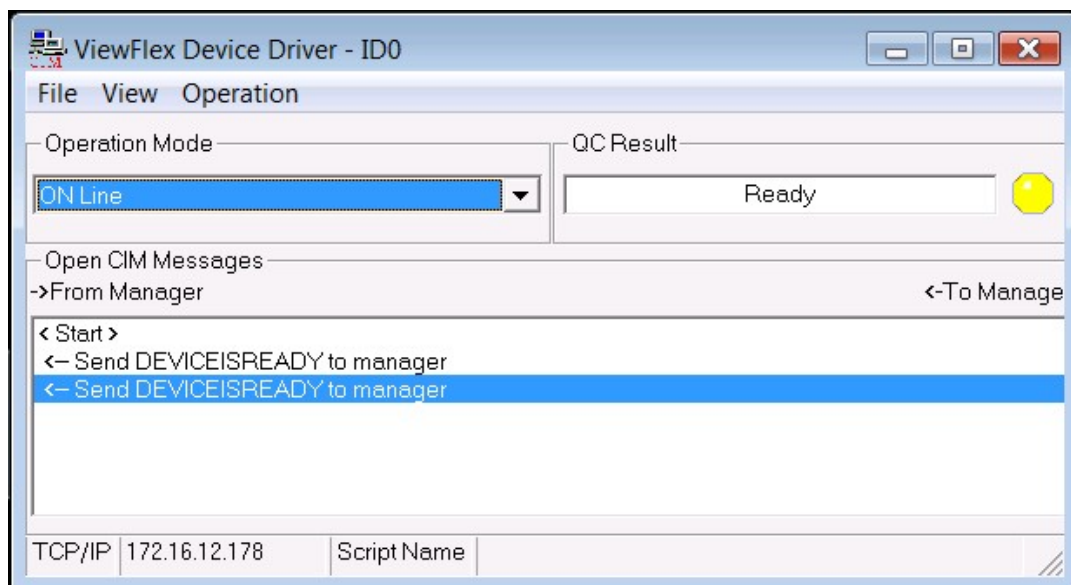 ViewFlex Device Driver - ID0
File View Operation
Operation Mode
QC Result
ON Line
Ready
Open CIM Messages
->From Manager
<-To Manage
< Start >
<-- Send DEVICEISREADY to manager
<-- Send DEVICEISREADY to manager
TCP/IP 172.16.12.178 Script Name